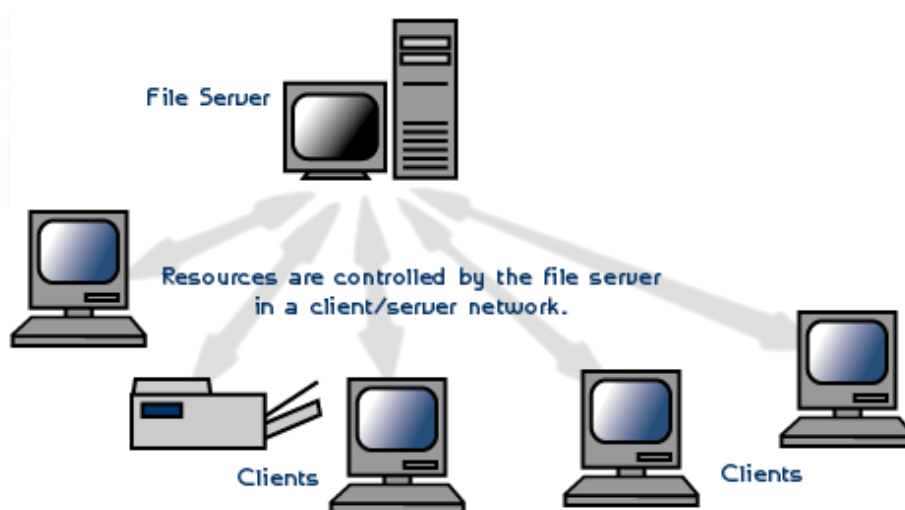 File Server
Resources are controlled by the file server
in a client/server network.
Clients
Clients